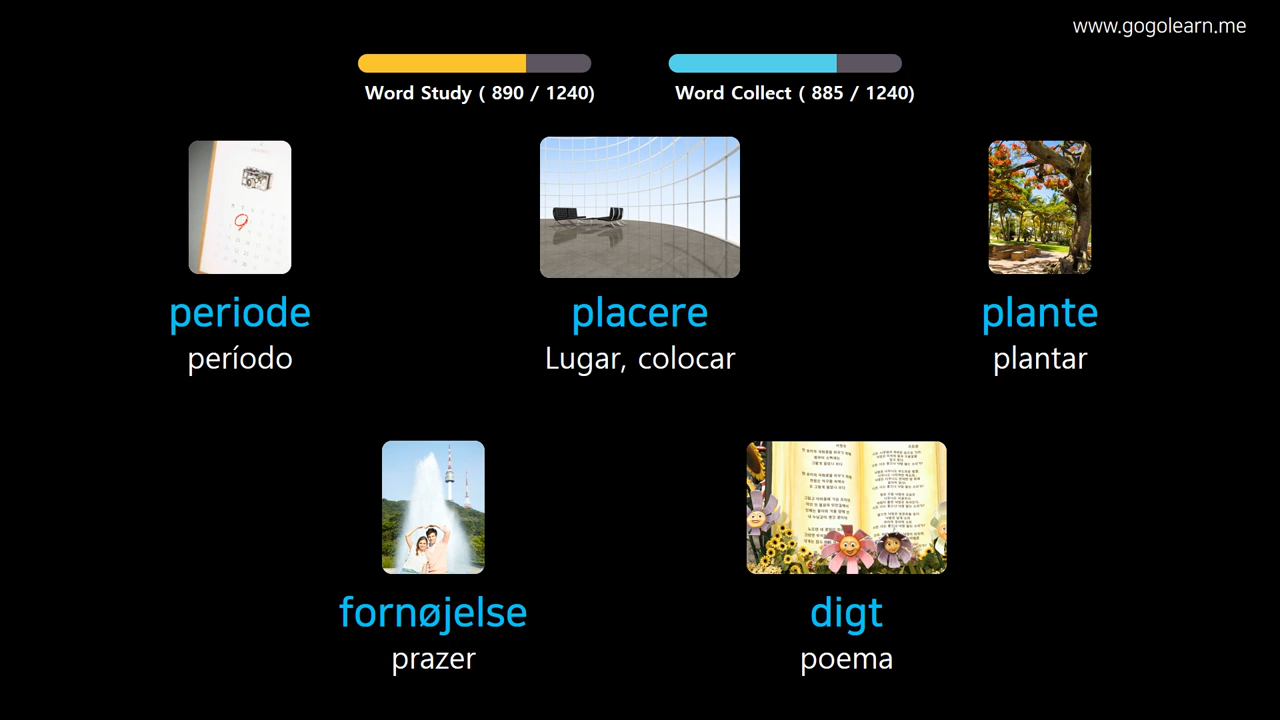 www.gogolearn.me
Word Study ( 890 / 1240)
Word Collect ( 885 / 1240)
9
periode
período
placere
Lugar, colocar
plante
plantar
fornøjelse
prazer
digt
poema